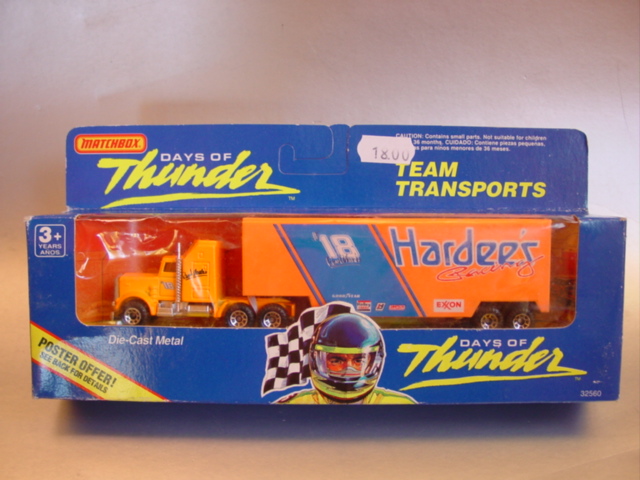 MATCHBOX
DAYS OF
Thunder
TM
18.00
CAUTION: Contains small parts. Not suitable for children
36 months. CUIDADO: Contiene piezas pequeñas.
para niños menores de 36 meses.
TEAM
TRANSPORTS
3+
YEARS
AÑOS
'18
Hardee's
Racing
GOODYEAR
EXXON
Die-Cast Metal
POSTER OFFER!
SEE BACK FOR DETAILS
DAYS OF
Thunder
TM
32560